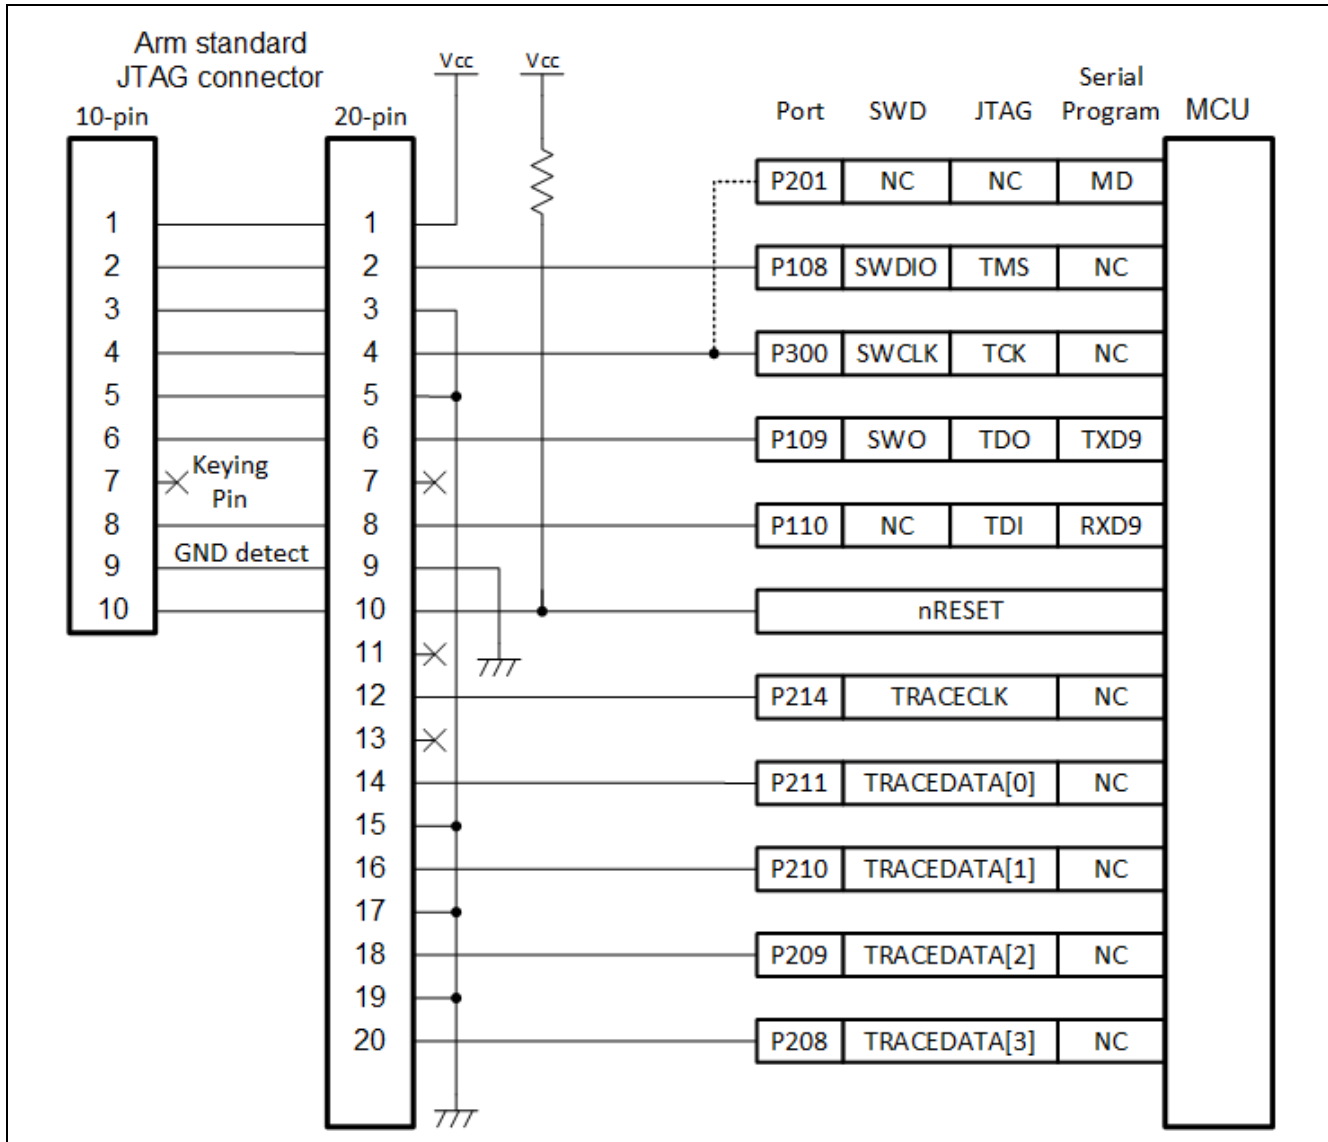 Arm standard
JTAG connector
10-pin 20-pin
Vcc Vcc
Port SWD JTAG Serial Program MCU
P201 NC NC MD
1 1
2 2 P108 SWDIO TMS NC
3 3
4 4 P300 SWCLK TCK NC
5 5
6 6 P109 SWO TDO TXD9
7 Keying Pin 7
8 8 P110 NC TDI RXD9
GND detect
9 9
10 10 nRESET
11
12 P214 TRACECLK NC
13
14 P211 TRACEDATA[0] NC
15
16 P210 TRACEDATA[1] NC
17
18 P209 TRACEDATA[2] NC
19
20 P208 TRACEDATA[3] NC